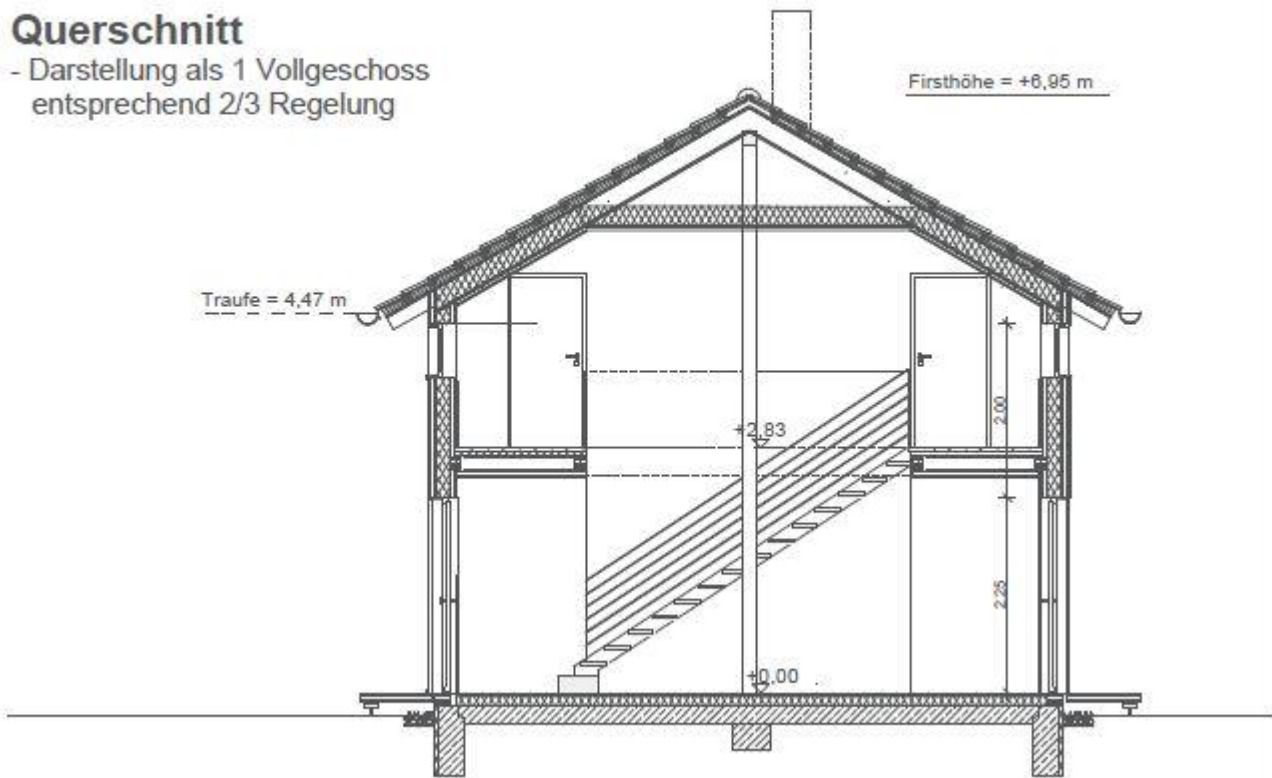 Querschnitt
- Darstellung als 1 Vollgeschoss
entsprechend 2/3 Regelung
Firsthöhe = +6,95 m
Traufe = 4,47 m
+2,83
2.00
2.25
+0,00